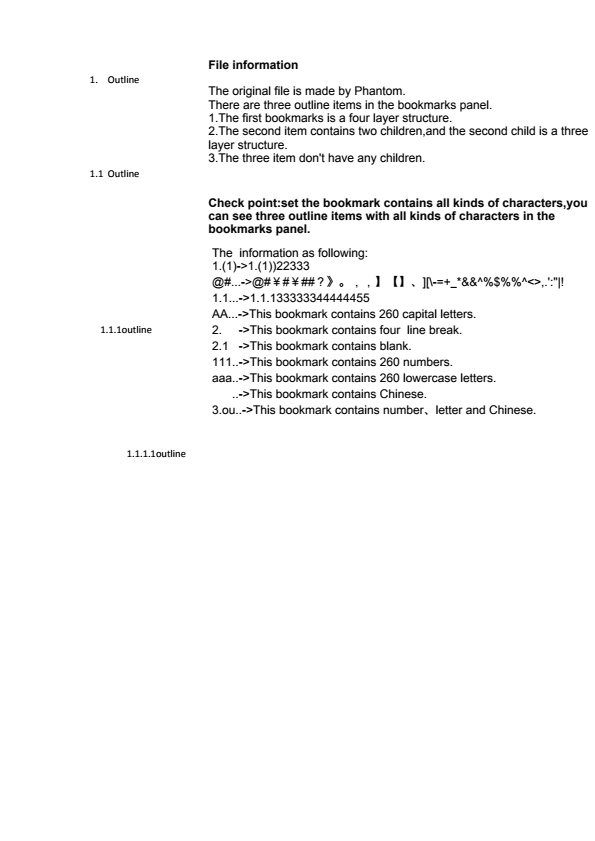 File information
1. Outline
The original file is made by Phantom.
There are three outline items in the bookmarks panel.
1.The first bookmarks is a four layer structure.
2.The second item contains two children,and the second child is a three
layer structure.
3.The three item don't have any children.
1.1 Outline
Check point:set the bookmark contains all kinds of characters,you
can see three outline items with all kinds of characters in the
bookmarks panel.
The  information as following:
1.(1)->1.(1))22333
@#...->@#￥#￥##？》。，，】【】、][\-=+_*&&^%$%%^<>,.':"|!
1.1...->1.1.133333344444455
AA...->This bookmark contains 260 capital letters.
1.1.1outline
2.    ->This bookmark contains four  line break.
2.1   ->This bookmark contains blank.
111..->This bookmark contains 260 numbers.
aaa..->This bookmark contains 260 lowercase letters.
..->This bookmark contains Chinese.
3.ou..->This bookmark contains number、letter and Chinese.
1.1.1.1outline